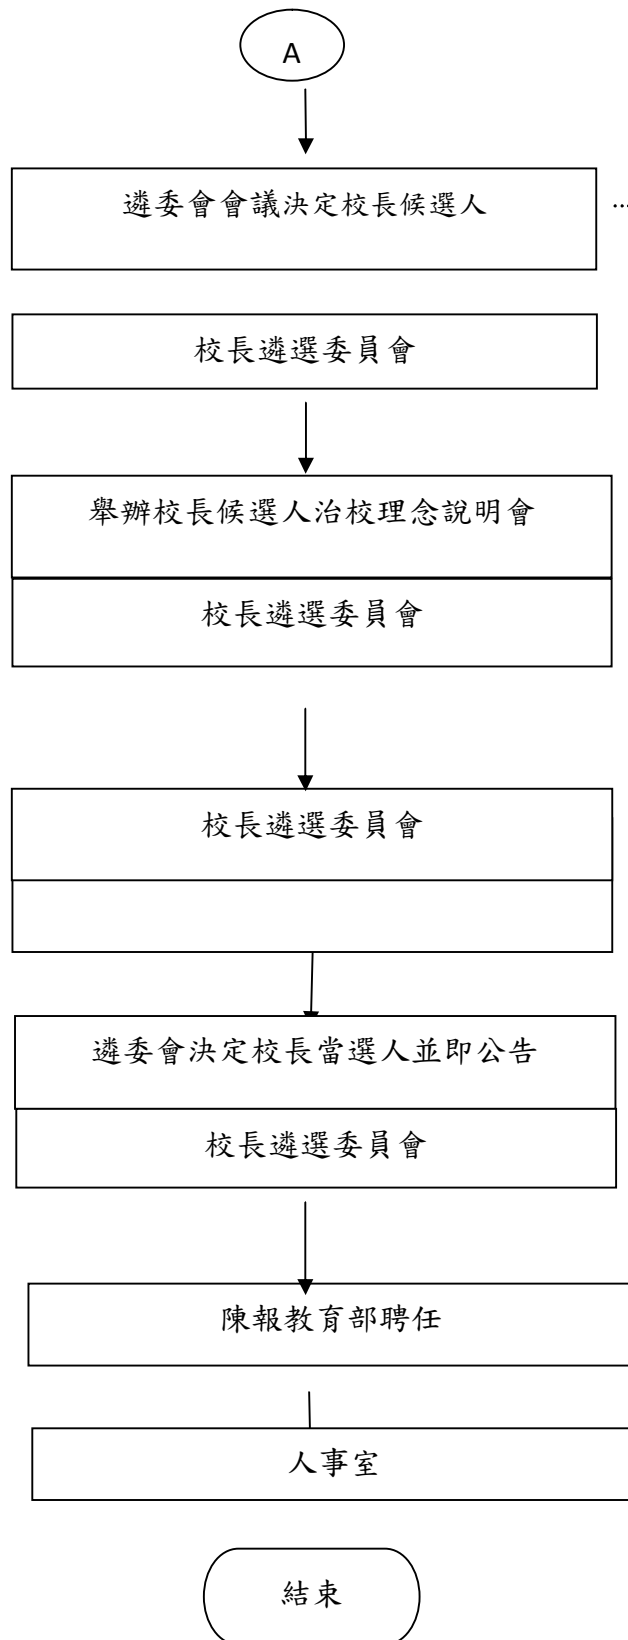 A
遴委會會議決定校長候選人
...
校長遴選委員會
舉辦校長候選人治校理念說明會
校長遴選委員會
校長遴選委員會
遴委會決定校長當選人並即公告
校長遴選委員會
陳報教育部聘任
人事室
結束